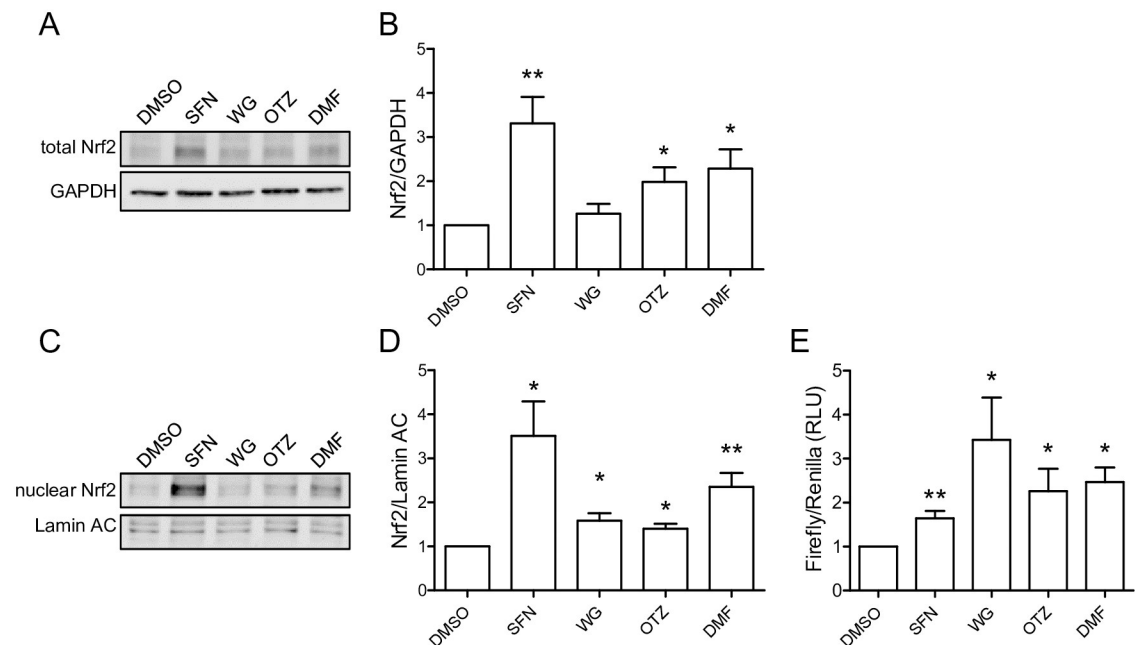 A
DMSO SFN WG OTZ DMF
total Nrf2
GAPDH
B
Nrf2/GAPDH
5
4
3
2
1
0
**
*
*
DMSO SFN WG OTZ DMF
C
DMSO SFN WG OTZ DMF
nuclear Nrf2
Lamin AC
D
Nrf2/Lamin AC
5
4
3
2
1
0
*
*
*
**
DMSO SFN WG OTZ DMF
E
Firefly/Renilla (RLU)
5
4
3
2
1
0
**
*
*
*
DMSO SFN WG OTZ DMF